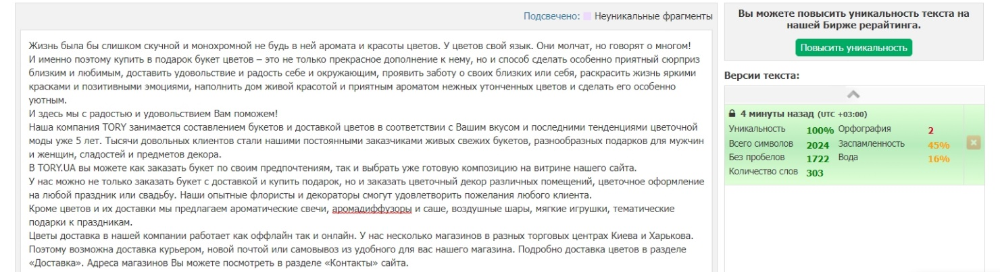 Подсвечено: Неуникальные фрагменты
Жизнь была бы слишком скучной и монохромной не будь в ней аромата и красоты цветов. У цветов свой язык. Они молчат, но говорят о многом!
И именно поэтому купить в подарок букет цветов – это не только прекрасное дополнение к нему, но и способ сделать особенно приятный сюрприз
близким и любимым, доставить удовольствие и радость себе и окружающим, проявить заботу о своих близких или себя, раскрасить жизнь яркими
красками и позитивными эмоциями, наполнить дом живой красотой и приятным ароматом нежных утонченных цветов и сделать его особенно
уютным.
И здесь мы с радостью и удовольствием Вам поможем!
Наша компания TORY занимается составлением букетов и доставкой цветов в соответствии с Вашим вкусом и последними тенденциями цветочной
моды уже 5 лет. Тысячи довольных клиентов стали нашими постоянными заказчиками живых свежих букетов, разнообразных подарков для мужчин
и женщин, сладостей и предметов декора.
В TORY.UA вы можете как заказать букет по своим предпочтениям, так и выбрать уже готовую композицию на витрине нашего сайта.
У нас можно не только заказать букет с доставкой и купить подарок, но и заказать цветочный декор различных помещений, цветочное оформление
на любой праздник или свадьбу. Наши опытные флористы и декораторы смогут удовлетворить пожелания любого клиента.
Кроме цветов и их доставки мы предлагаем ароматические свечи, аромадиффузоры и саше, воздушные шары, мягкие игрушки, тематические
подарки к праздникам.
Цветы доставка в нашей компании работает как оффлайн так и онлайн. У нас несколько магазинов в разных торговых центрах Киева и Харькова.
Поэтому возможна доставка курьером, новой почтой или самовывоз из удобного для вас нашего магазина. Подробно доставка цветов в разделе
«Доставка». Адреса магазинов Вы можете посмотреть в разделе «Контакты» сайта.
Вы можете повысить уникальность текста на
нашей Бирже рерайтинга.
Повысить уникальность
Версии текста:
4 минуты назад (UTC +03:00)
Уникальность 100% Орфография 2
Всего символов 2024 Заспамленность 45%
Без пробелов 1722 Вода 16%
Количество слов 303